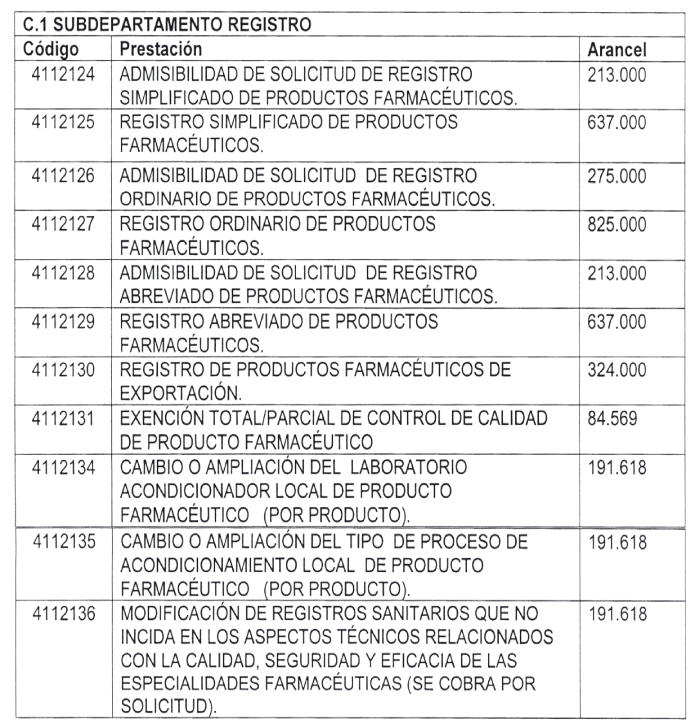 C.1 SUBDEPARTAMENTO REGISTRO
Código Prestación Arancel
4112124 ADMISIBILIDAD DE SOLICITUD DE REGISTRO 213.000
SIMPLIFICADO DE PRODUCTOS FARMACÉUTICOS.
4112125 REGISTRO SIMPLIFICADO DE PRODUCTOS 637.000
FARMACÉUTICOS.
4112126 ADMISIBILIDAD DE SOLICITUD DE REGISTRO 275.000
ORDINARIO DE PRODUCTOS FARMACÉUTICOS.
4112127 REGISTRO ORDINARIO DE PRODUCTOS 825.000
FARMACÉUTICOS.
4112128 ADMISIBILIDAD DE SOLICITUD DE REGISTRO 213.000
ABREVIADO DE PRODUCTOS FARMACÉUTICOS.
4112129 REGISTRO ABREVIADO DE PRODUCTOS 637.000
FARMACÉUTICOS.
4112130 REGISTRO DE PRODUCTOS FARMACÉUTICOS DE 324.000
EXPORTACIÓN.
4112131 EXENCIÓN TOTAL/PARCIAL DE CONTROL DE CALIDAD 84.569
DE PRODUCTO FARMACÉUTICO
4112134 CAMBIO O AMPLIACIÓN DEL LABORATORIO 191.618
ACONDICIONADOR LOCAL DE PRODUCTO
FARMACÉUTICO (POR PRODUCTO).
4112135 CAMBIO O AMPLIACIÓN DEL TIPO DE PROCESO DE 191.618
ACONDICIONAMIENTO LOCAL DE PRODUCTO
FARMACÉUTICO (POR PRODUCTO).
4112136 MODIFICACIÓN DE REGISTROS SANITARIOS QUE NO 191.618
INCIDA EN LOS ASPECTOS TÉCNICOS RELACIONADOS
CON LA CALIDAD, SEGURIDAD Y EFICACIA DE LAS
ESPECIALIDADES FARMACÉUTICAS (SE COBRA POR
SOLICITUD).